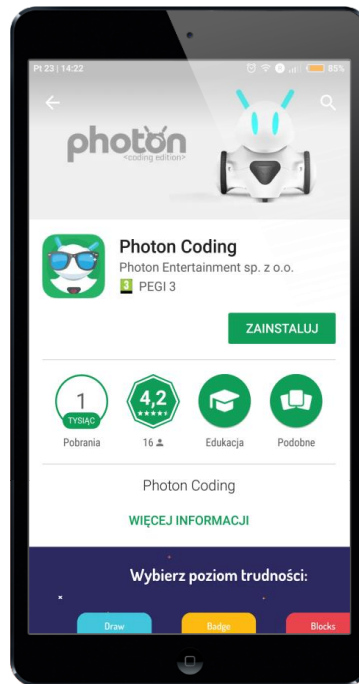 Pt 23 | 14:22
85%
photon
<coding edition>
Photon Coding
Photon Entertainment sp. z o.o.
3 PEGI 3
ZAINSTALUJ
1
TYSIĄC
Pobrania
4,2
16
Edukacja
Podobne
Photon Coding
WIĘCEJ INFORMACJI
Wybierz poziom trudności:
Draw
Badge
Blocks